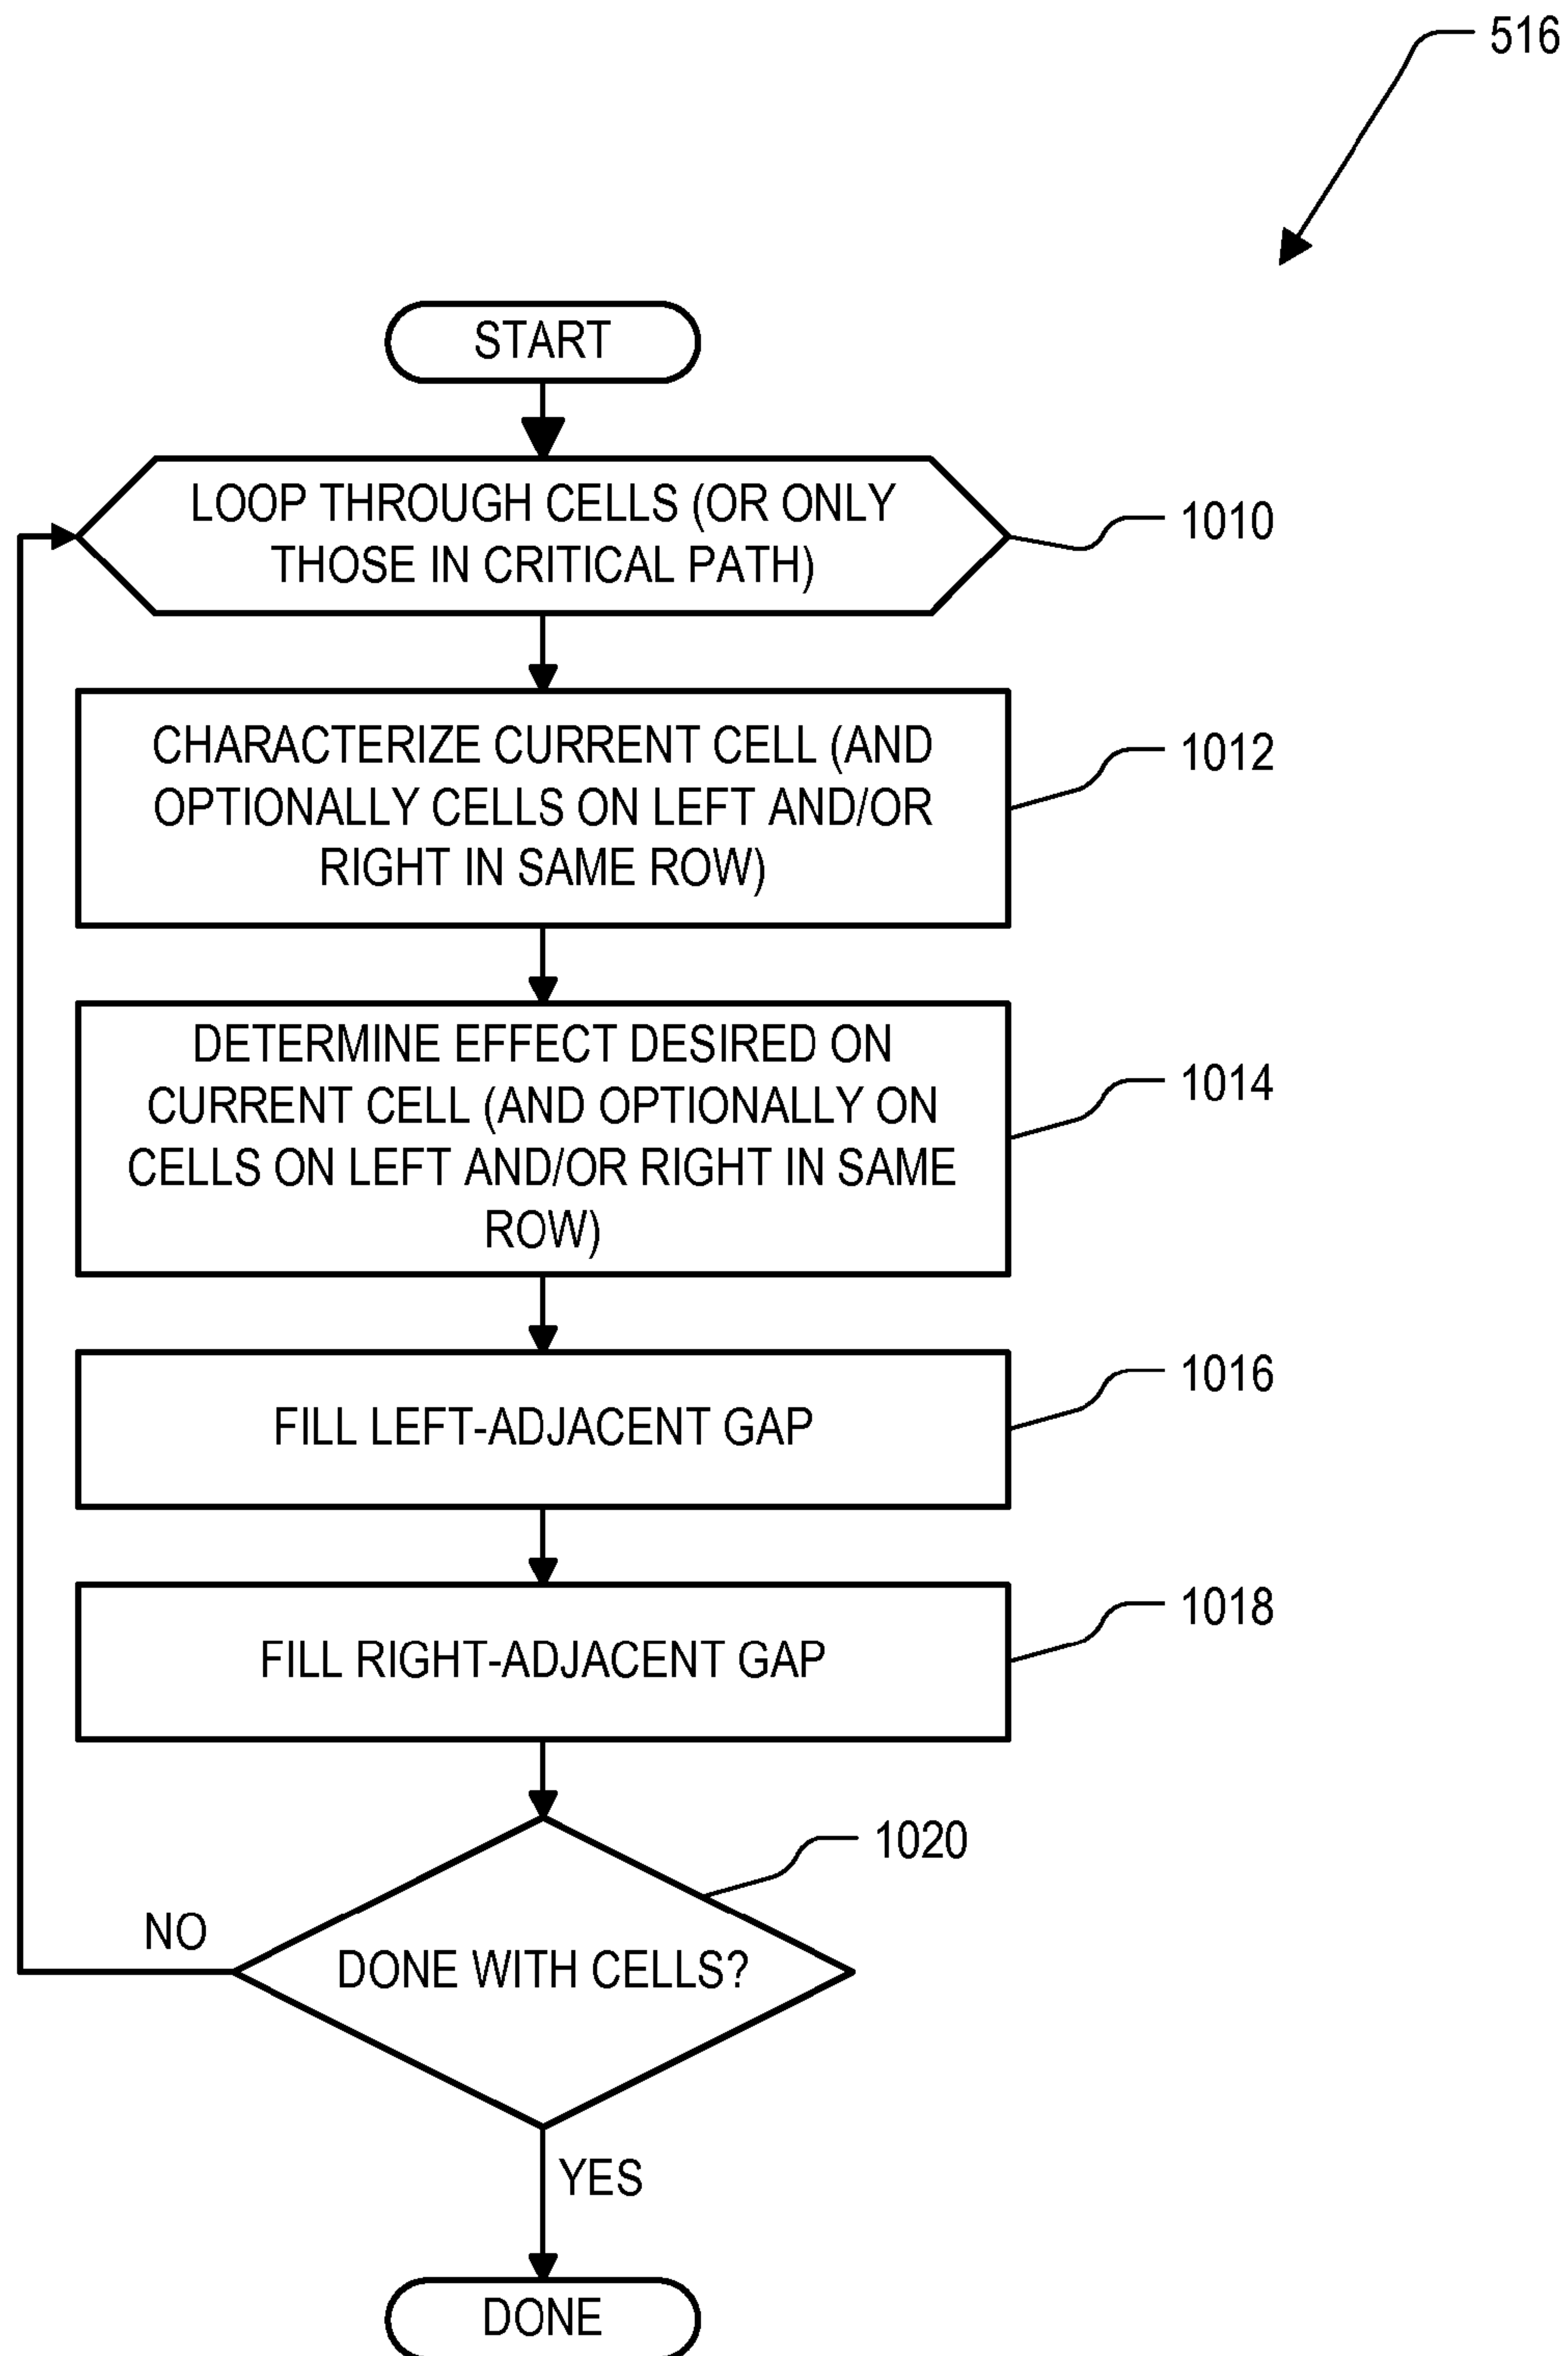 516
START
LOOP THROUGH CELLS (OR ONLY
THOSE IN CRITICAL PATH)
1010
CHARACTERIZE CURRENT CELL (AND
OPTIONALLY CELLS ON LEFT AND/OR
RIGHT IN SAME ROW)
1012
DETERMINE EFFECT DESIRED ON
CURRENT CELL (AND OPTIONALLY ON
CELLS ON LEFT AND/OR RIGHT IN SAME
ROW)
1014
FILL LEFT-ADJACENT GAP
1016
FILL RIGHT-ADJACENT GAP
1018
DONE WITH CELLS?
1020
NO
YES
DONE